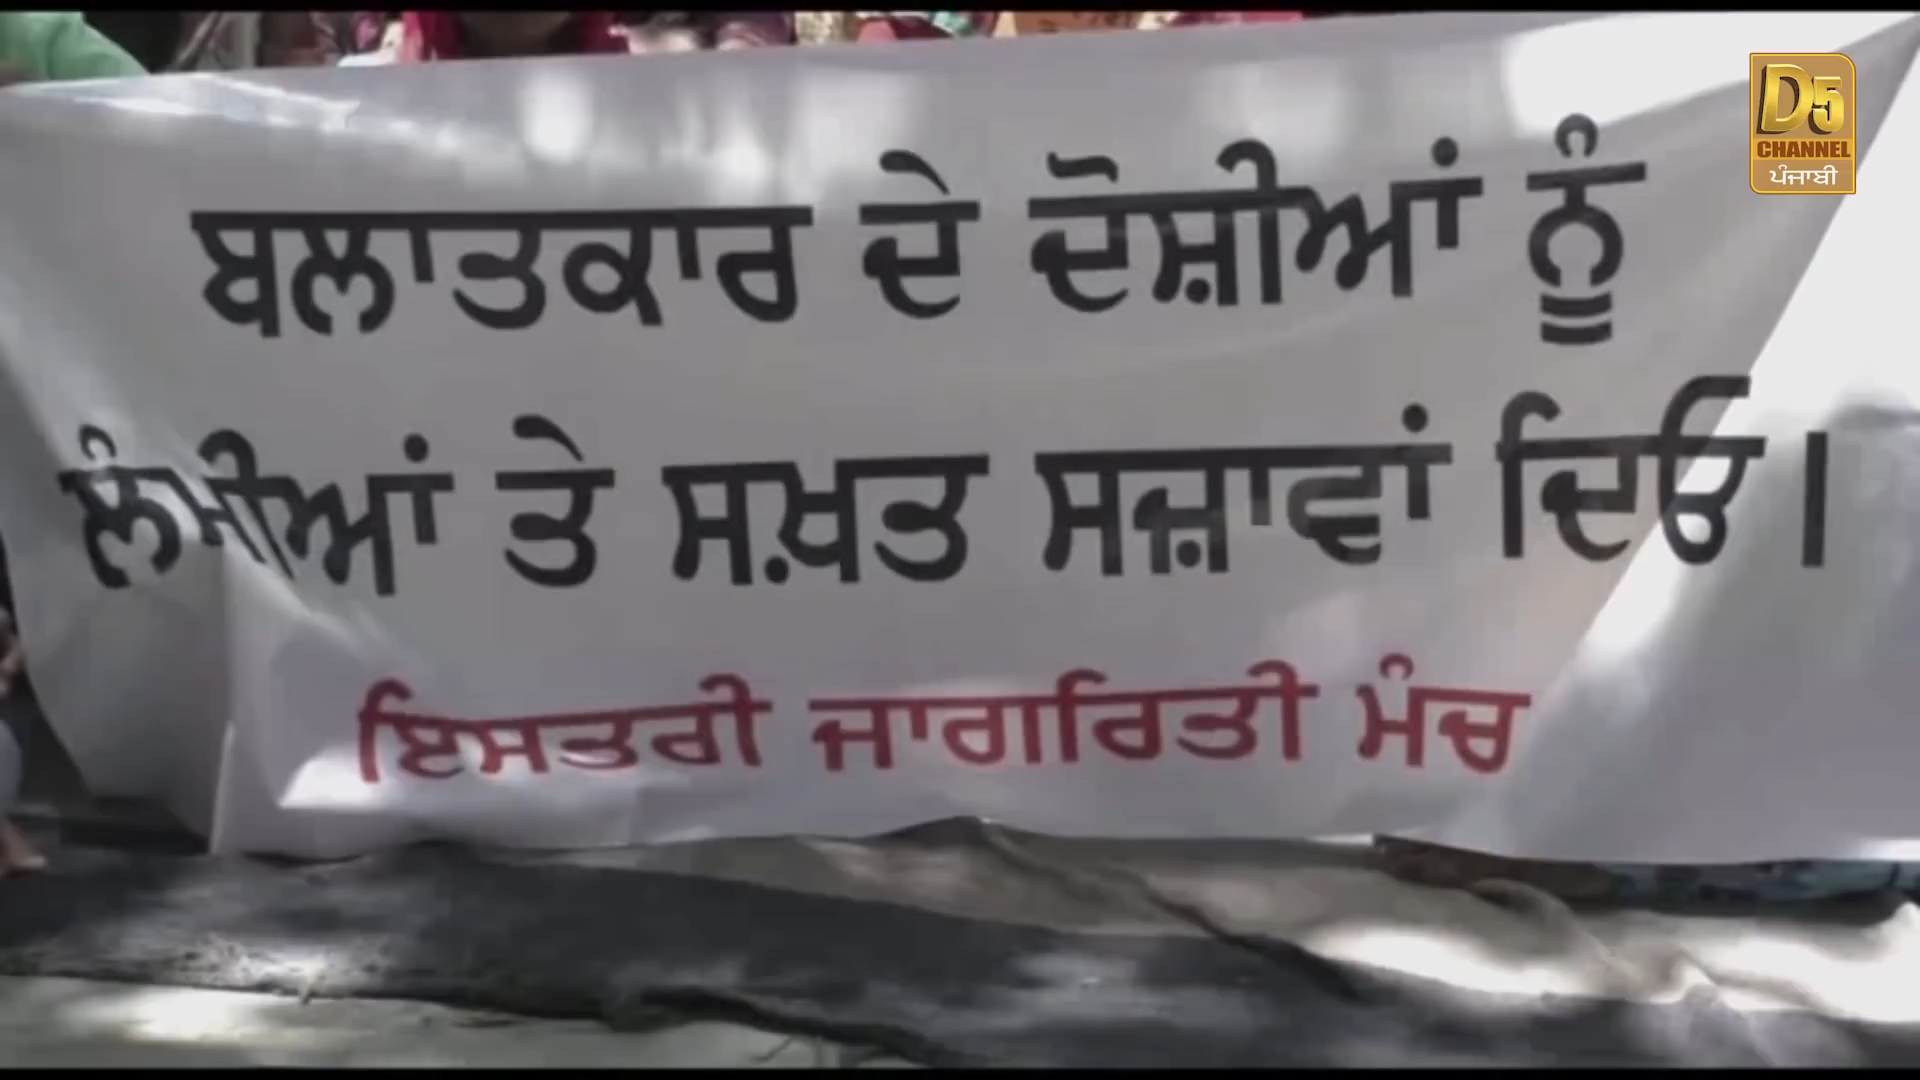 ਬਲਾਤਕਾਰ ਦੇ ਦੋਸ਼ੀਆਂ ਨੂੰ
ਲੰਮੀਆਂ ਤੇ ਸਖ਼ਤ ਸਜ਼ਾਵਾਂ ਦਿਓ।
ਇਸਤਰੀ ਜਾਗਰਿਤੀ ਮੰਚ
D5
CHANNEL
ਪੰਜਾਬੀ